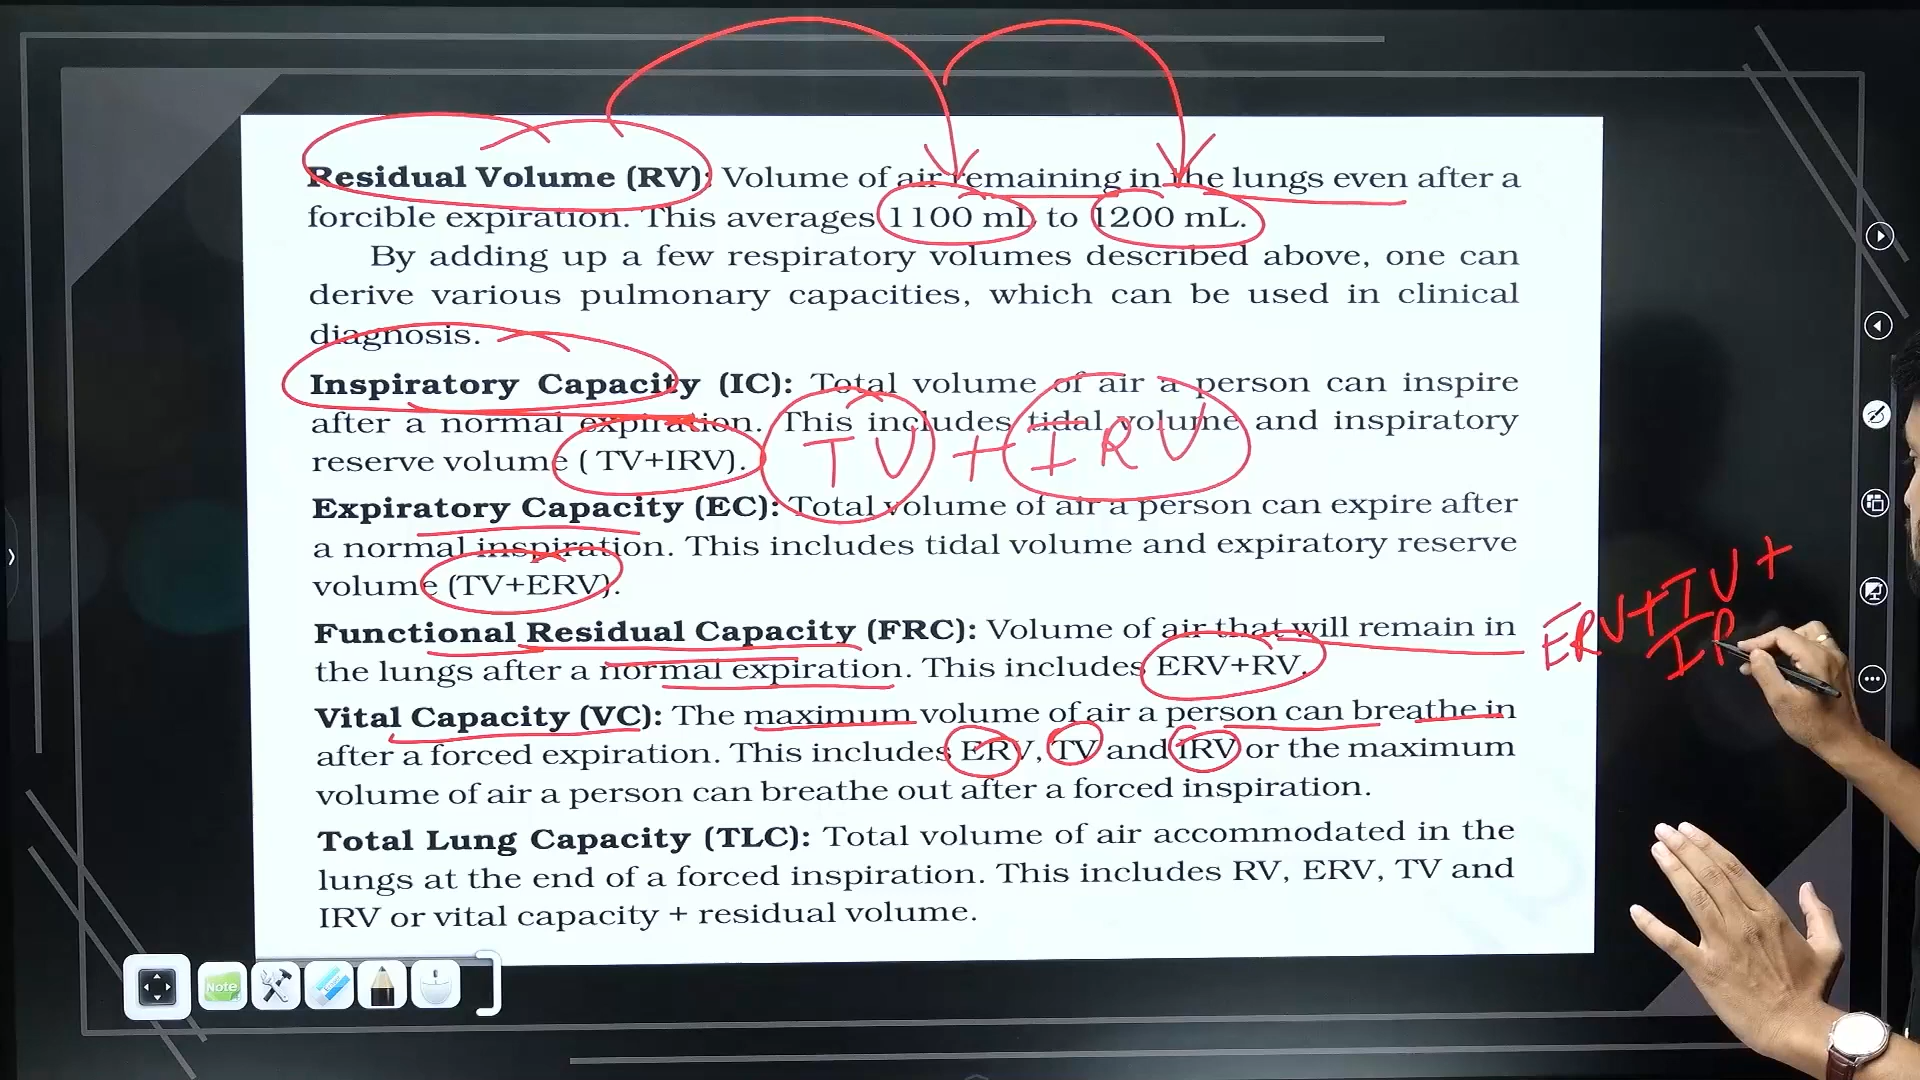 Residual Volume (RV): Volume of air remaining in the lungs even after a
forcible expiration. This averages 1100 mL to 1200 mL.
By adding up a few respiratory volumes described above, one can
derive various pulmonary capacities, which can be used in clinical
diagnosis.
Inspiratory Capacity (IC): Total volume of air a person can inspire
after a normal expiration. This includes tidal volume and inspiratory
reserve volume ( TV+IRV).
TV + IRV
Expiratory Capacity (EC): Total volume of air a person can expire after
a normal inspiration. This includes tidal volume and expiratory reserve
volume (TV+ERV).
Functional Residual Capacity (FRC): Volume of air that will remain in
the lungs after a normal expiration. This includes ERV+RV.
ERV+TV+
IR
Vital Capacity (VC): The maximum volume of air a person can breathe in
after a forced expiration. This includes ERV, TV and IRV or the maximum
volume of air a person can breathe out after a forced inspiration.
Total Lung Capacity (TLC): Total volume of air accommodated in the
lungs at the end of a forced inspiration. This includes RV, ERV, TV and
IRV or vital capacity + residual volume.
Note